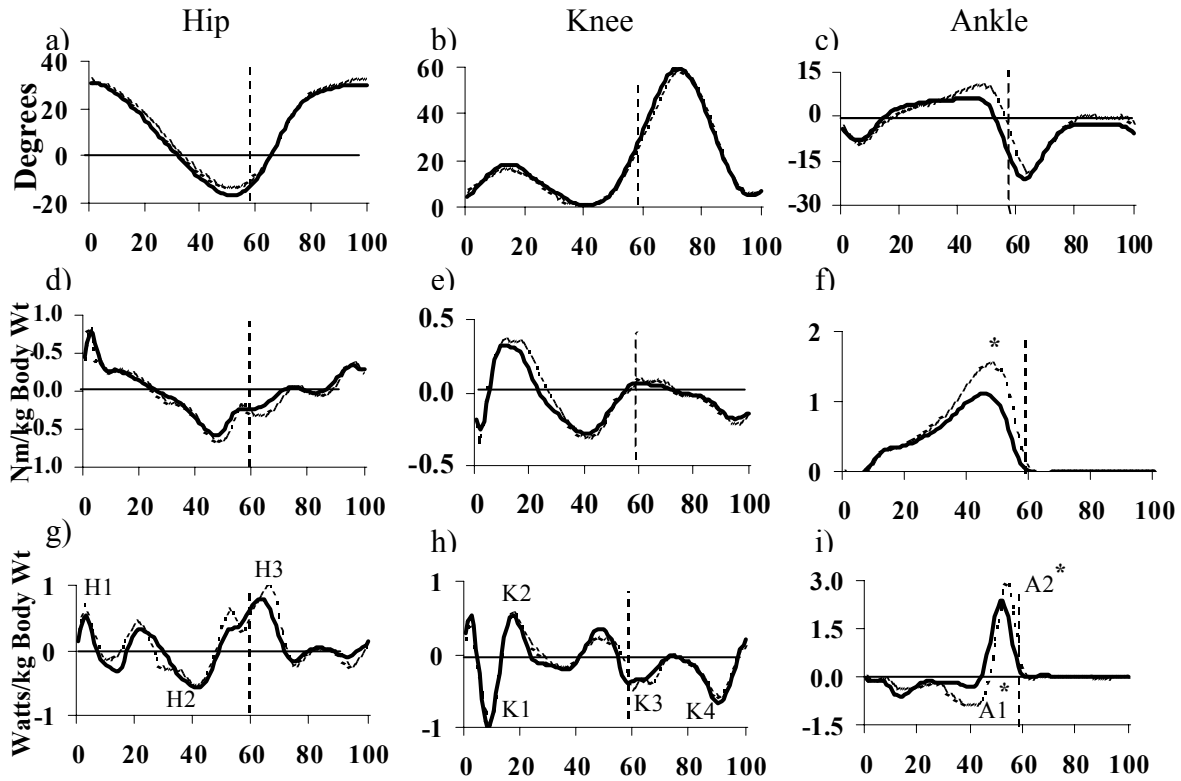 Hip Knee Ankle
a) b) c)
Degrees
40
20
0
-20
0 20 40 60 80 100
60
40
20
0
0 20 40 60 80 100
15
0
-15
-30
0 20 40 60 80 100
d) e) f)
Nm/kg Body Wt
1.0
0.5
0.0
0.5
1.0
0 20 40 60 80 100
0.5
0.0
-0.5
0 20 40 60 80 100
2
1
0
*
0 20 40 60 80 100
g) h) i)
Watts/kg Body Wt
1
0
-1
H1
H2
H3
0 20 40 60 80 100
1
0
-1
K2
K1
K3
K4
0 20 40 60 80 100
3.0
1.5
0.0
-1.5
A2*
A1*
0 20 40 60 80 100